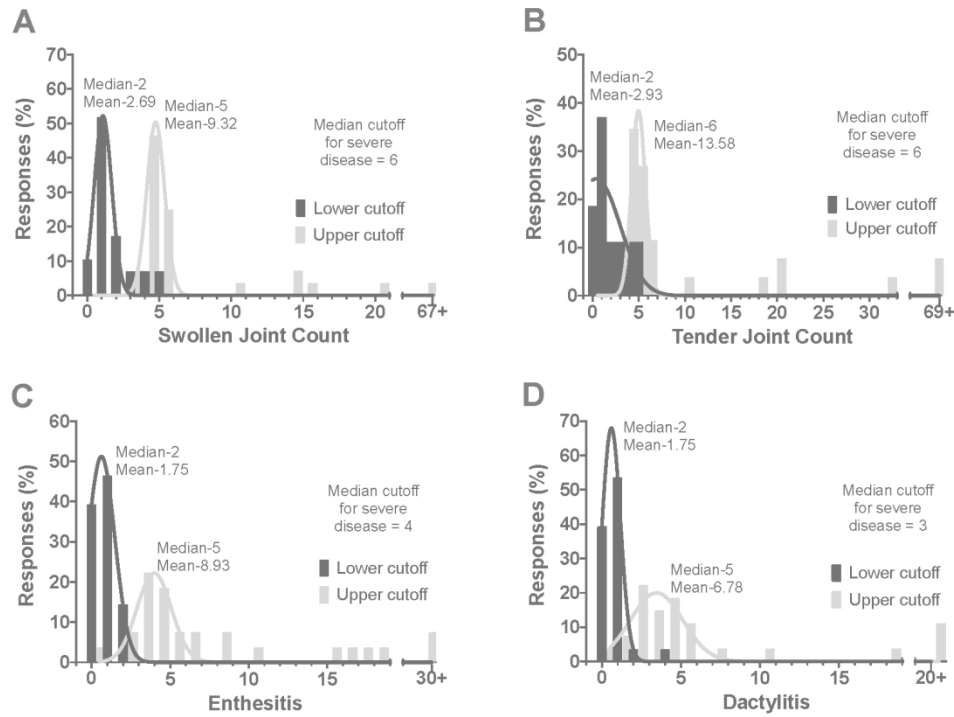 A
Responses (%)
70
60
50
40
30
20
10
0
Median-2
Mean-2.69
Median-5
Mean-9.32
Median cutoff
for severe
disease = 6
Lower cutoff
Upper cutoff
0 5 10 15 20 67+
Swollen Joint Count
B
Responses (%)
50
40
30
20
10
0
Median-2
Mean-2.93
Median-6
Mean-13.58
Median cutoff
for severe
disease = 6
Lower cutoff
Upper cutoff
0 5 10 15 20 25 30 69+
Tender Joint Count
C
Responses (%)
60
50
40
30
20
10
0
Median-2
Mean-1.75
Median-5
Mean-8.93
Median cutoff
for severe
disease = 4
Lower cutoff
Upper cutoff
0 5 10 15 30+
Enthesitis
D
Responses (%)
70
60
50
40
30
20
10
0
Median-2
Mean-1.75
Median-5
Mean-6.78
Median cutoff
for severe
disease = 3
Lower cutoff
Upper cutoff
0 5 10 15 20+
Dactylitis